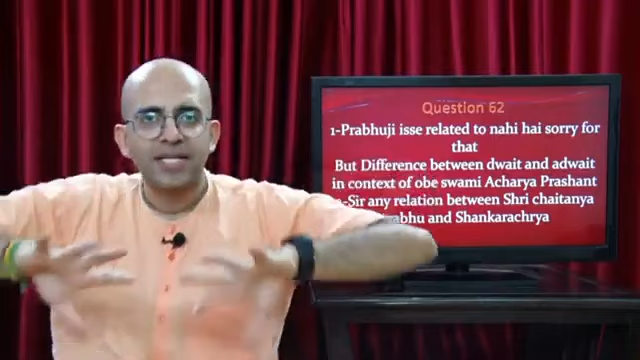 Question 62
1-Prabhuji isse related to nahi hai sorry for
that
But Difference between dwait and adwait
in context of obe swami Acharya Prashant
-Sir any relation between Shri chaitanya
and Shankarachrya